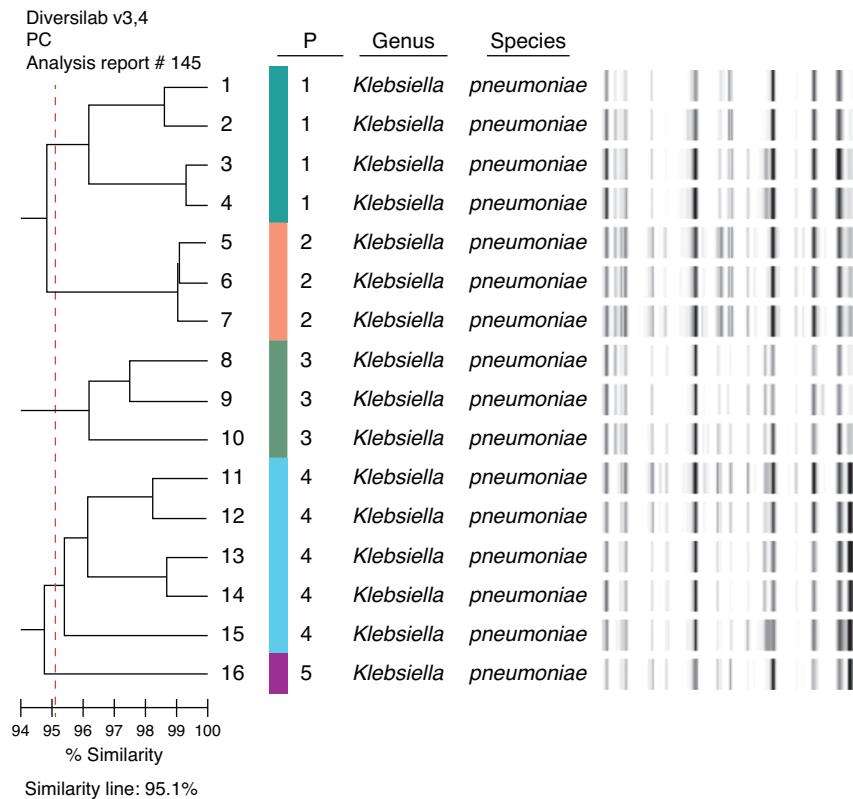 Diversilab v3,4
PC
Analysis report # 145
P Genus Species
1 1 Klebsiella pneumoniae
2 1 Klebsiella pneumoniae
3 1 Klebsiella pneumoniae
4 1 Klebsiella pneumoniae
5 2 Klebsiella pneumoniae
6 2 Klebsiella pneumoniae
7 2 Klebsiella pneumoniae
8 3 Klebsiella pneumoniae
9 3 Klebsiella pneumoniae
10 3 Klebsiella pneumoniae
11 4 Klebsiella pneumoniae
12 4 Klebsiella pneumoniae
13 4 Klebsiella pneumoniae
14 4 Klebsiella pneumoniae
15 4 Klebsiella pneumoniae
16 5 Klebsiella pneumoniae
94 95 96 97 98 99 100
% Similarity
Similarity line: 95.1%